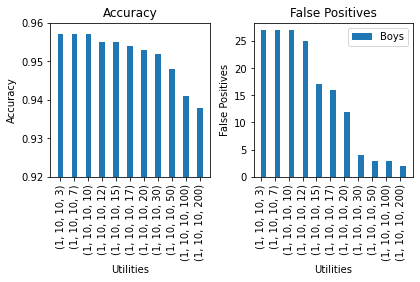 Accuracy
0.96
0.95
0.94
0.93
0.92
Accuracy
(1, 10, 10, 3)
(1, 10, 10, 7)
(1, 10, 10, 10)
(1, 10, 10, 12)
(1, 10, 10, 15)
(1, 10, 10, 17)
(1, 10, 10, 20)
(1, 10, 10, 30)
(1, 10, 10, 50)
(1, 10, 10, 100)
(1, 10, 10, 200)
Utilities
False Positives
Boys
25
20
15
10
5
0
False Positives
(1, 10, 10, 3)
(1, 10, 10, 7)
(1, 10, 10, 10)
(1, 10, 10, 12)
(1, 10, 10, 15)
(1, 10, 10, 17)
(1, 10, 10, 20)
(1, 10, 10, 30)
(1, 10, 10, 50)
(1, 10, 10, 100)
(1, 10, 10, 200)
Utilities